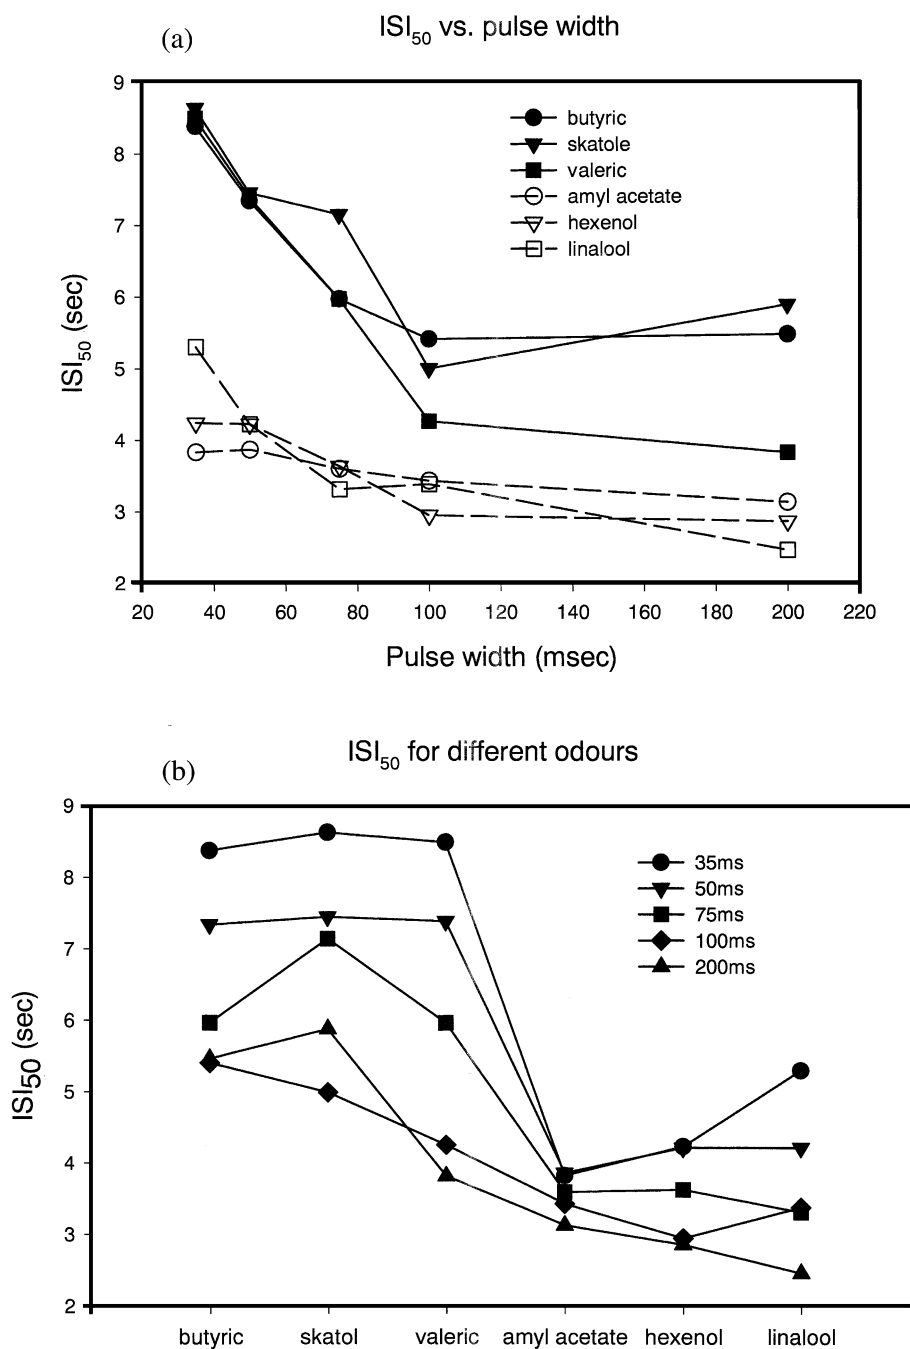 (a)
ISI50 vs. pulse width
9
8
7
6
5
4
3
2
ISI50 (sec)
butyric
skatole
valeric
amyl acetate
hexenol
linalool
20 40 60 80 100 120 140 160 180 200 220
Pulse width (msec)
(b)
ISI50 for different odours
9
8
7
6
5
4
3
2
ISI50 (sec)
35ms
50ms
75ms
100ms
200ms
butyric skatol valeric amyl acetate hexenol linalool